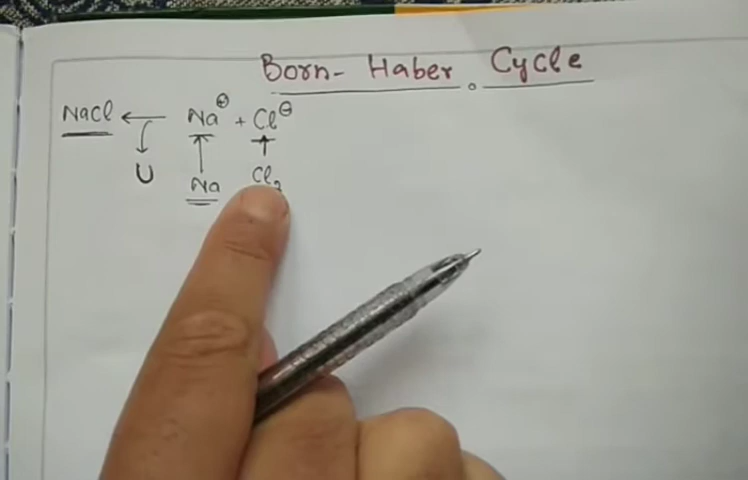 Born-Haber Cycle
NaCl ← Na⊕ + Cl⊖
U Na Cl2